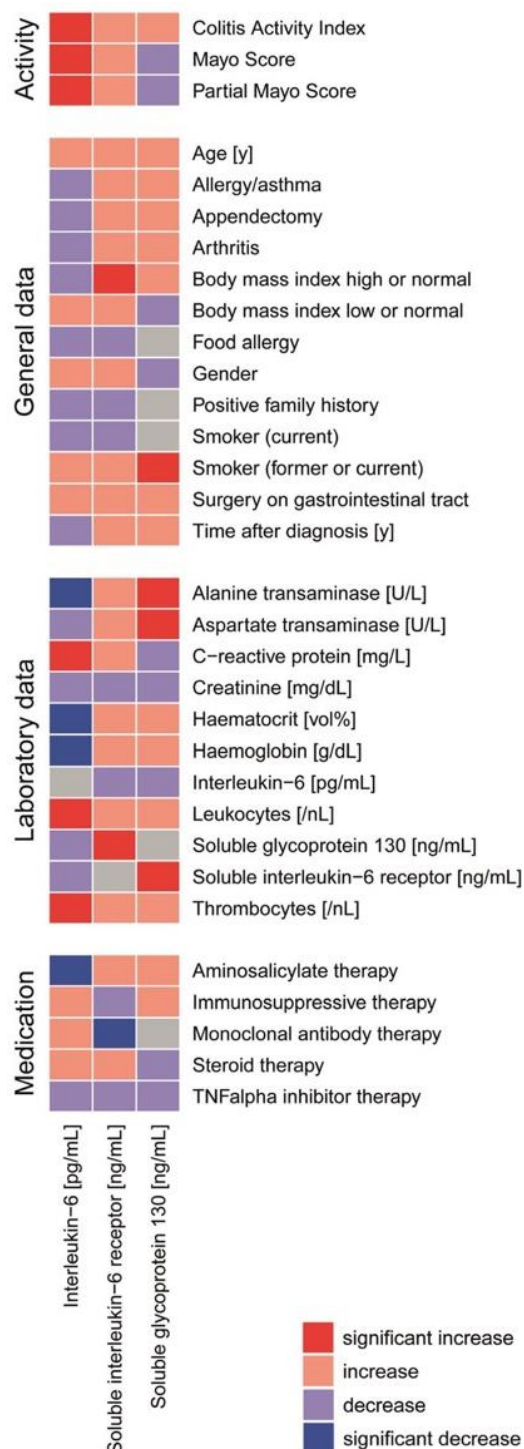 Activity
Colitis Activity Index
Mayo Score
Partial Mayo Score
General data
Age [y]
Allergy/asthma
Appendectomy
Arthritis
Body mass index high or normal
Body mass index low or normal
Food allergy
Gender
Positive family history
Smoker (current)
Smoker (former or current)
Surgery on gastrointestinal tract
Time after diagnosis [y]
Laboratory data
Alanine transaminase [U/L]
Aspartate transaminase [U/L]
C−reactive protein [mg/L]
Creatinine [mg/dL]
Haematocrit [vol%]
Haemoglobin [g/dL]
Interleukin−6 [pg/mL]
Leukocytes [/nL]
Soluble glycoprotein 130 [ng/mL]
Soluble interleukin−6 receptor [ng/mL]
Thrombocytes [/nL]
Medication
Aminosalicylate therapy
Immunosuppressive therapy
Monoclonal antibody therapy
Steroid therapy
TNFalpha inhibitor therapy
Interleukin−6 [pg/mL]
Soluble interleukin−6 receptor [ng/mL]
Soluble glycoprotein 130 [ng/mL]
significant increase
increase
decrease
significant decrease